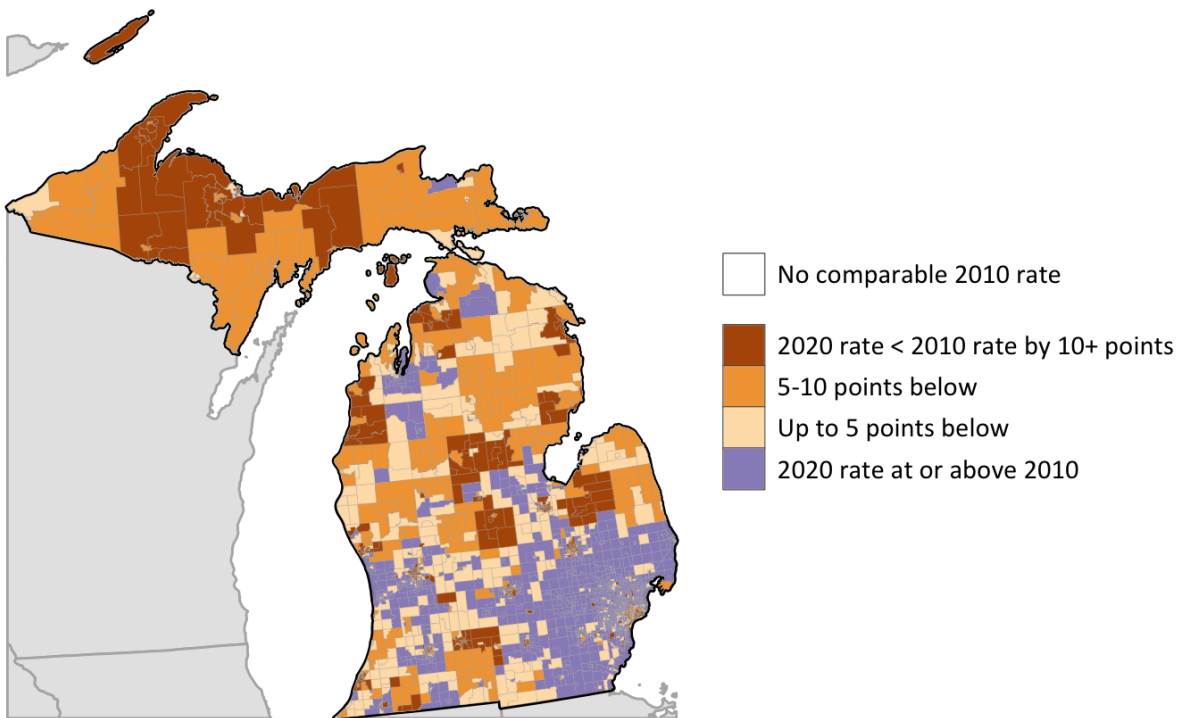 No comparable 2010 rate
2020 rate < 2010 rate by 10+ points
5-10 points below
Up to 5 points below
2020 rate at or above 2010